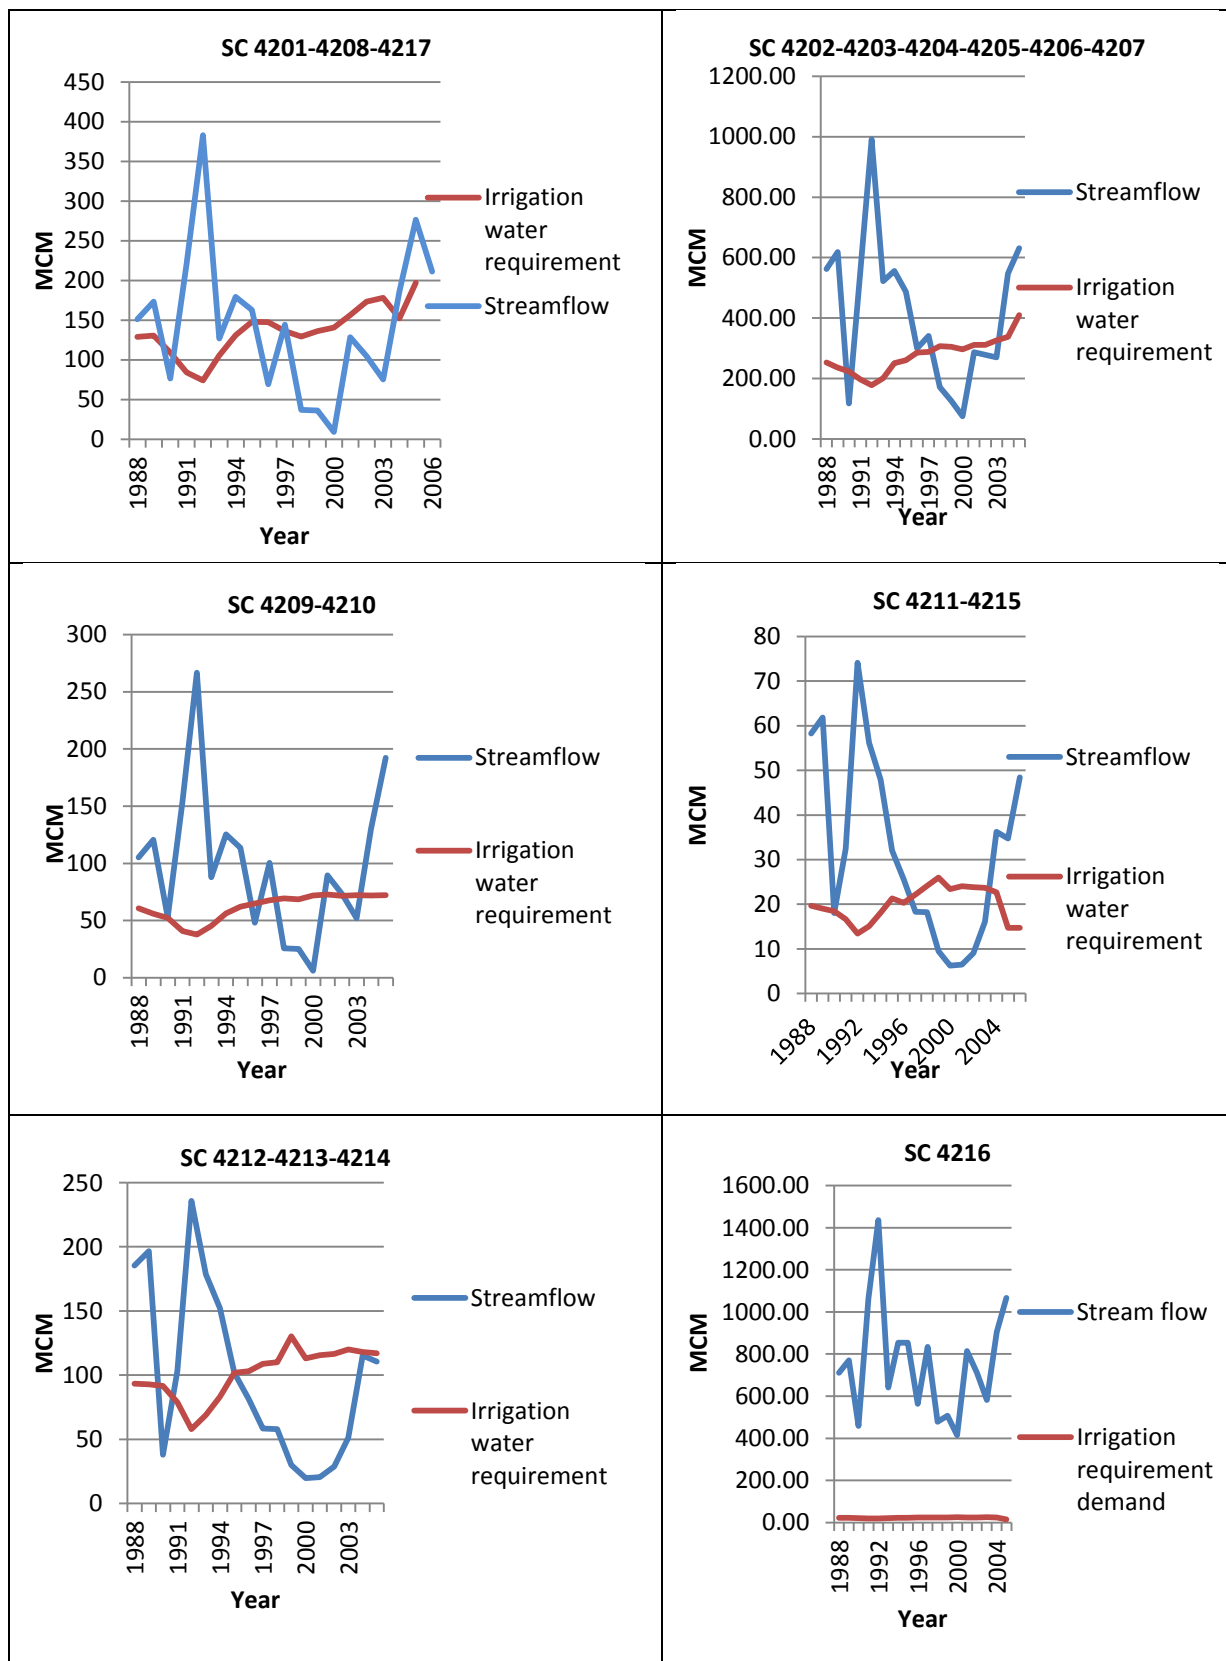 SC 4201-4208-4217
450
400
350
300
250
200
150
100
50
0
MCM
1988
1991
1994
1997
2000
2003
2006
Year
Irrigation
water
requirement
Streamflow
SC 4202-4203-4204-4205-4206-4207
1200.00
1000.00
800.00
600.00
400.00
200.00
0.00
MCM
1988
1991
1994
1997
2000
2003
Year
Streamflow
Irrigation
water
requirement
SC 4209-4210
300
250
200
150
100
50
0
MCM
1988
1991
1994
1997
2000
2003
Year
Streamflow
Irrigation
water
requirement
SC 4211-4215
80
70
60
50
40
30
20
10
0
MCM
1988
1992
1996
2000
2004
Year
Streamflow
Irrigation
water
requirement
SC 4212-4213-4214
250
200
150
100
50
0
MCM
1988
1991
1994
1997
2000
2003
Year
Streamflow
Irrigation
water
requirement
SC 4216
1600.00
1400.00
1200.00
1000.00
800.00
600.00
400.00
200.00
0.00
MCM
1988
1992
1996
2000
2004
Year
Stream flow
Irrigation
requirement
demand